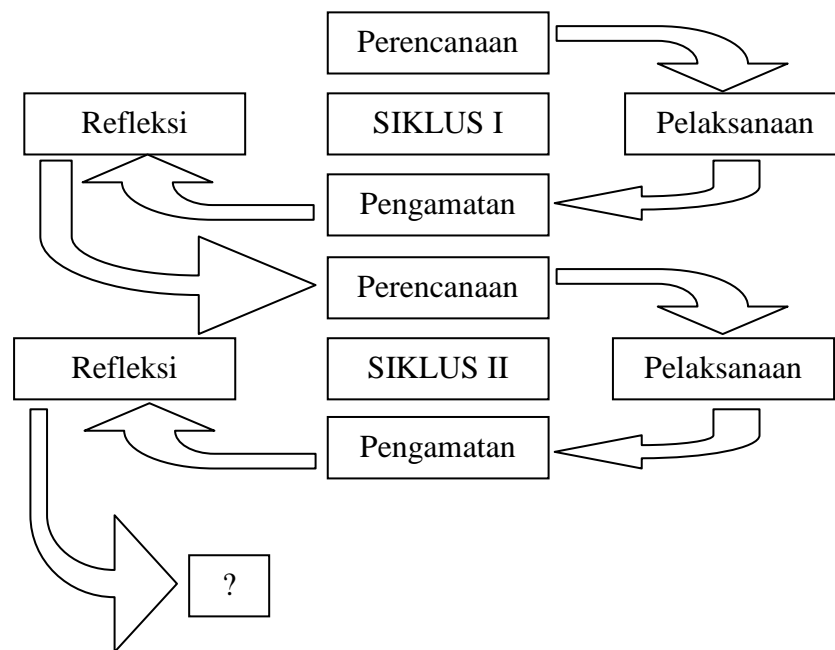 Perencanaan
Refleksi
SIKLUS I
Pelaksanaan
Pengamatan
Perencanaan
Refleksi
SIKLUS II
Pelaksanaan
Pengamatan
?